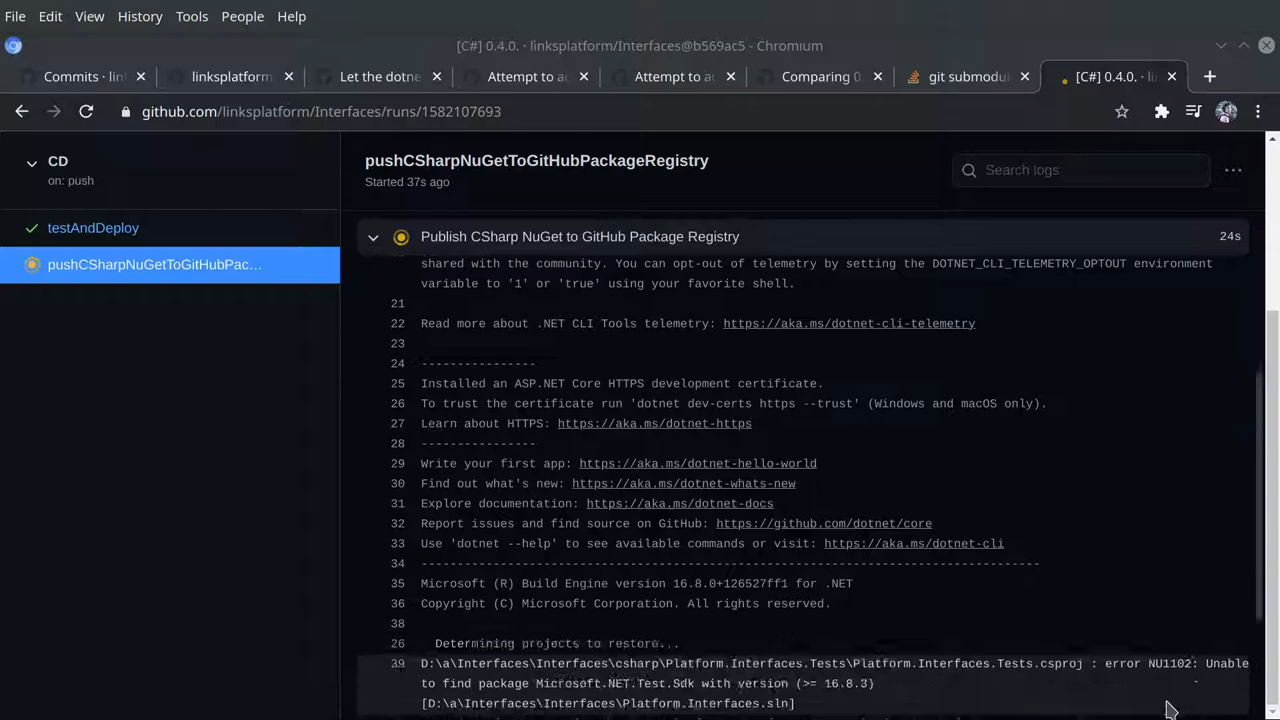 File Edit View History Tools People Help
[C#] 0.4.0. · linksplatform/Interfaces@b569ac5 - Chromium
Commits · lin
linksplatform
Let the dotne
Attempt to ac
Attempt to ac
Comparing 0.
git submodul
[C#] 0.4.0. · li
github.com/linksplatform/Interfaces/runs/1582107693
CD
on: push
testAndDeploy
pushCSharpNuGetToGitHubPac...
pushCSharpNuGetToGitHubPackageRegistry
Started 37s ago
Search logs
Publish CSharp NuGet to GitHub Package Registry 24s
shared with the community. You can opt-out of telemetry by setting the DOTNET_CLI_TELEMETRY_OPTOUT environment
variable to '1' or 'true' using your favorite shell.
21
22 Read more about .NET CLI Tools telemetry: https://aka.ms/dotnet-cli-telemetry
23
24 ----------------
25 Installed an ASP.NET Core HTTPS development certificate.
26 To trust the certificate run 'dotnet dev-certs https --trust' (Windows and macOS only).
27 Learn about HTTPS: https://aka.ms/dotnet-https
28 ----------------
29 Write your first app: https://aka.ms/dotnet-hello-world
30 Find out what's new: https://aka.ms/dotnet-whats-new
31 Explore documentation: https://aka.ms/dotnet-docs
32 Report issues and find source on GitHub: https://github.com/dotnet/core
33 Use 'dotnet --help' to see available commands or visit: https://aka.ms/dotnet-cli
34 --------------------------------------------------------------------------------------
35 Microsoft (R) Build Engine version 16.8.0+126527ff1 for .NET
36 Copyright (C) Microsoft Corporation. All rights reserved.
38
26 Determining projects to restore...
39 D:\a\Interfaces\Interfaces\csharp\Platform.Interfaces.Tests\Platform.Interfaces.Tests.csproj : error NU1102: Unable
to find package Microsoft.NET.Test.Sdk with version (>= 16.8.3)
[D:\a\Interfaces\Interfaces\Platform.Interfaces.sln]